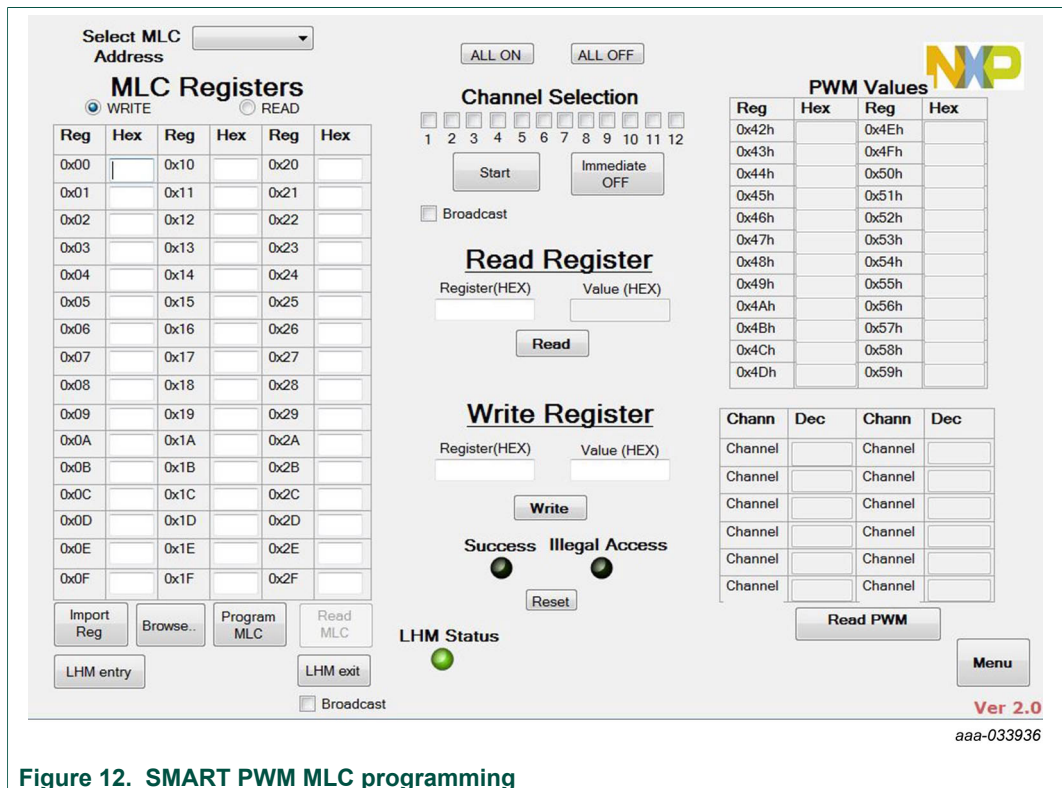 Select MLC
Address
MLC Registers
WRITE READ
Reg Hex Reg Hex Reg Hex
0x00 0x10 0x20
0x01 0x11 0x21
0x02 0x12 0x22
0x03 0x13 0x23
0x04 0x14 0x24
0x05 0x15 0x25
0x06 0x16 0x26
0x07 0x17 0x27
0x08 0x18 0x28
0x09 0x19 0x29
0x0A 0x1A 0x2A
0x0B 0x1B 0x2B
0x0C 0x1C 0x2C
0x0D 0x1D 0x2D
0x0E 0x1E 0x2E
0x0F 0x1F 0x2F
Import
Reg
Browse..
Program
MLC
Read
MLC
LHM entry
LHM exit
Broadcast
ALL ON ALL OFF
Channel Selection
1 2 3 4 5 6 7 8 9 10 11 12
Start
Immediate
OFF
Broadcast
Read Register
Register(HEX) Value (HEX)
Read
Write Register
Register(HEX) Value (HEX)
Write
Success Illegal Access
Reset
LHM Status
NXP
PWM Values
Reg Hex Reg Hex
0x42h 0x4Eh
0x43h 0x4Fh
0x44h 0x50h
0x45h 0x51h
0x46h 0x52h
0x47h 0x53h
0x48h 0x54h
0x49h 0x55h
0x4Ah 0x56h
0x4Bh 0x57h
0x4Ch 0x58h
0x4Dh 0x59h
Chann Dec Chann Dec
Channel Channel
Channel Channel
Channel Channel
Channel Channel
Channel Channel
Channel Channel
Read PWM
Menu
Ver 2.0
aaa-033936
Figure 12. SMART PWM MLC programming